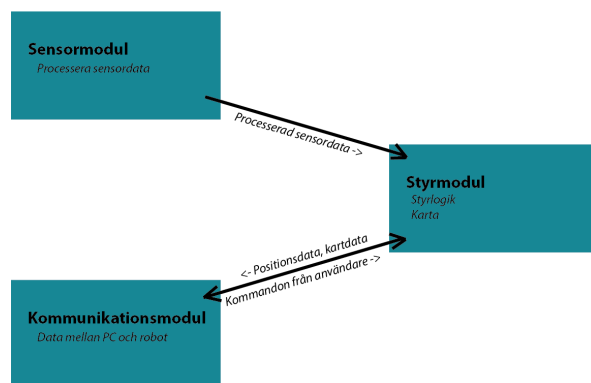 Sensormodul
Processera sensordata
Processerad sensordata ->
Styrmodul
Styrlogik
Karta
<- Positionsdata, kartdata
Kommandon från användare ->
Kommunikationsmodul
Data mellan PC och robot